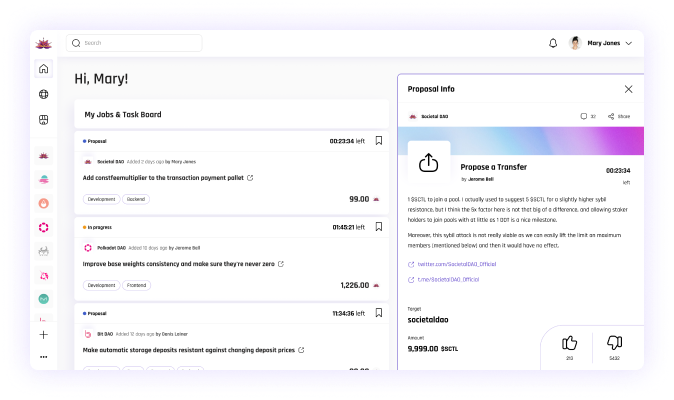 Search
Mary Jones
Hi, Mary!
My Jobs & Task Board
Proposal
00:23:34 left
Societal DAO Added 2 days ago by Mary Jones
Add constfeemultiplier to the transaction payment pallet
Development Backend
99.00
In progress
01:45:21 left
Polkadot DAO Added 10 days ago by Jerome Bell
Improve base weights consistency and make sure they're never zero
Development Frontend
1,226.00
Proposal
11:34:36 left
Bit DAO Added 12 days ago by Denis Leiner
Make automatic storage deposits resistant against changing deposit prices
Proposal Info
Societal DAO
32 Share
Propose a Transfer
by Jerome Bell
00:23:34
left
1 $SCTL to join a pool. I actually used to suggest 5 $SCTL for a slightly higher sybil
resistance, but I think the 5x factor here is not that big of a difference, and allowing staker
holders to join pools with at little as 1 DOT is a nice milestone.
Moreover, this sybil attack is not really viable as we can easily lift the limit on maximum
members (mentioned below) and then it would have no effect.
twitter.com/SocietalDAO_Official
t.me/SocietalDAO_Official
Target
societaldao
Amount
9,999.00 $SCTL
210
5432